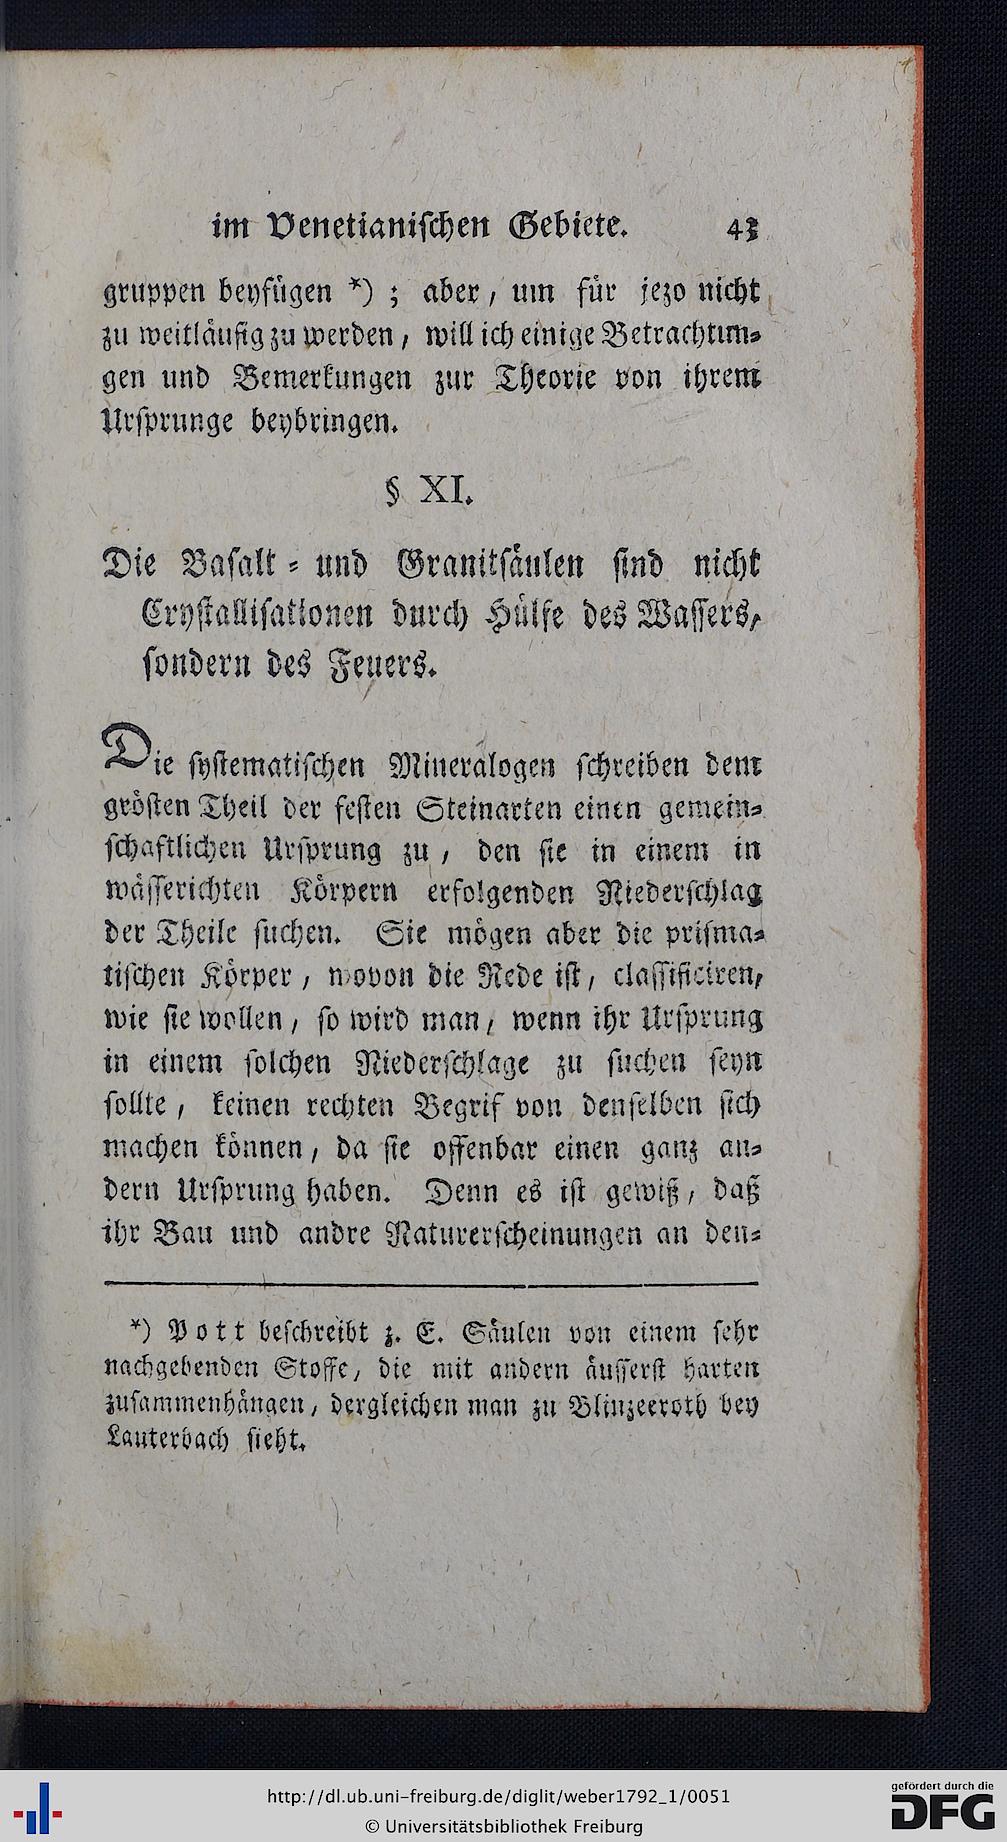 im Venetianischen Gebiete. 43
gruppen beyfügen *) ; aber, um für jezo nicht
zu weitläufig zu werden, will ich einige Betrachtun-
gen und Bemerkungen zur Theorie von ihrem
Ursprunge beybringen.
§ XI.
Die Basalt - und Granitsäulen sind nicht
Crystallisationen durch Hülfe des Wassers,
sondern des Feuers.
Die systematischen Mineralogen schreiben dem
grösten Theil der festen Steinarten einen gemein-
schaftlichen Ursprung zu, den sie in einem in
wässerichten Körpern erfolgenden Niederschlag
der Theile suchen. Sie mögen aber die prisma-
tischen Körper, wovon die Rede ist, classificiren,
wie sie wollen, so wird man, wenn ihr Ursprung
in einem solchen Niederschlage zu suchen seyn
sollte, keinen rechten Begrif von denselben sich
machen können, da sie offenbar einen ganz an-
dern Ursprung haben. Denn es ist gewiß, daß
ihr Bau und andre Naturerscheinungen an den-
*) Pott beschreibt z. E. Säulen von einem sehr
nachgebenden Stoffe, die mit andern äusserst harten
zusammenhängen, dergleichen man zu Blinzeeroth bey
Lauterbach sieht.
http://dl.ub.uni-freiburg.de/diglit/weber1792_1/0051
© Universitätsbibliothek Freiburg
gefördert durch die
DFG